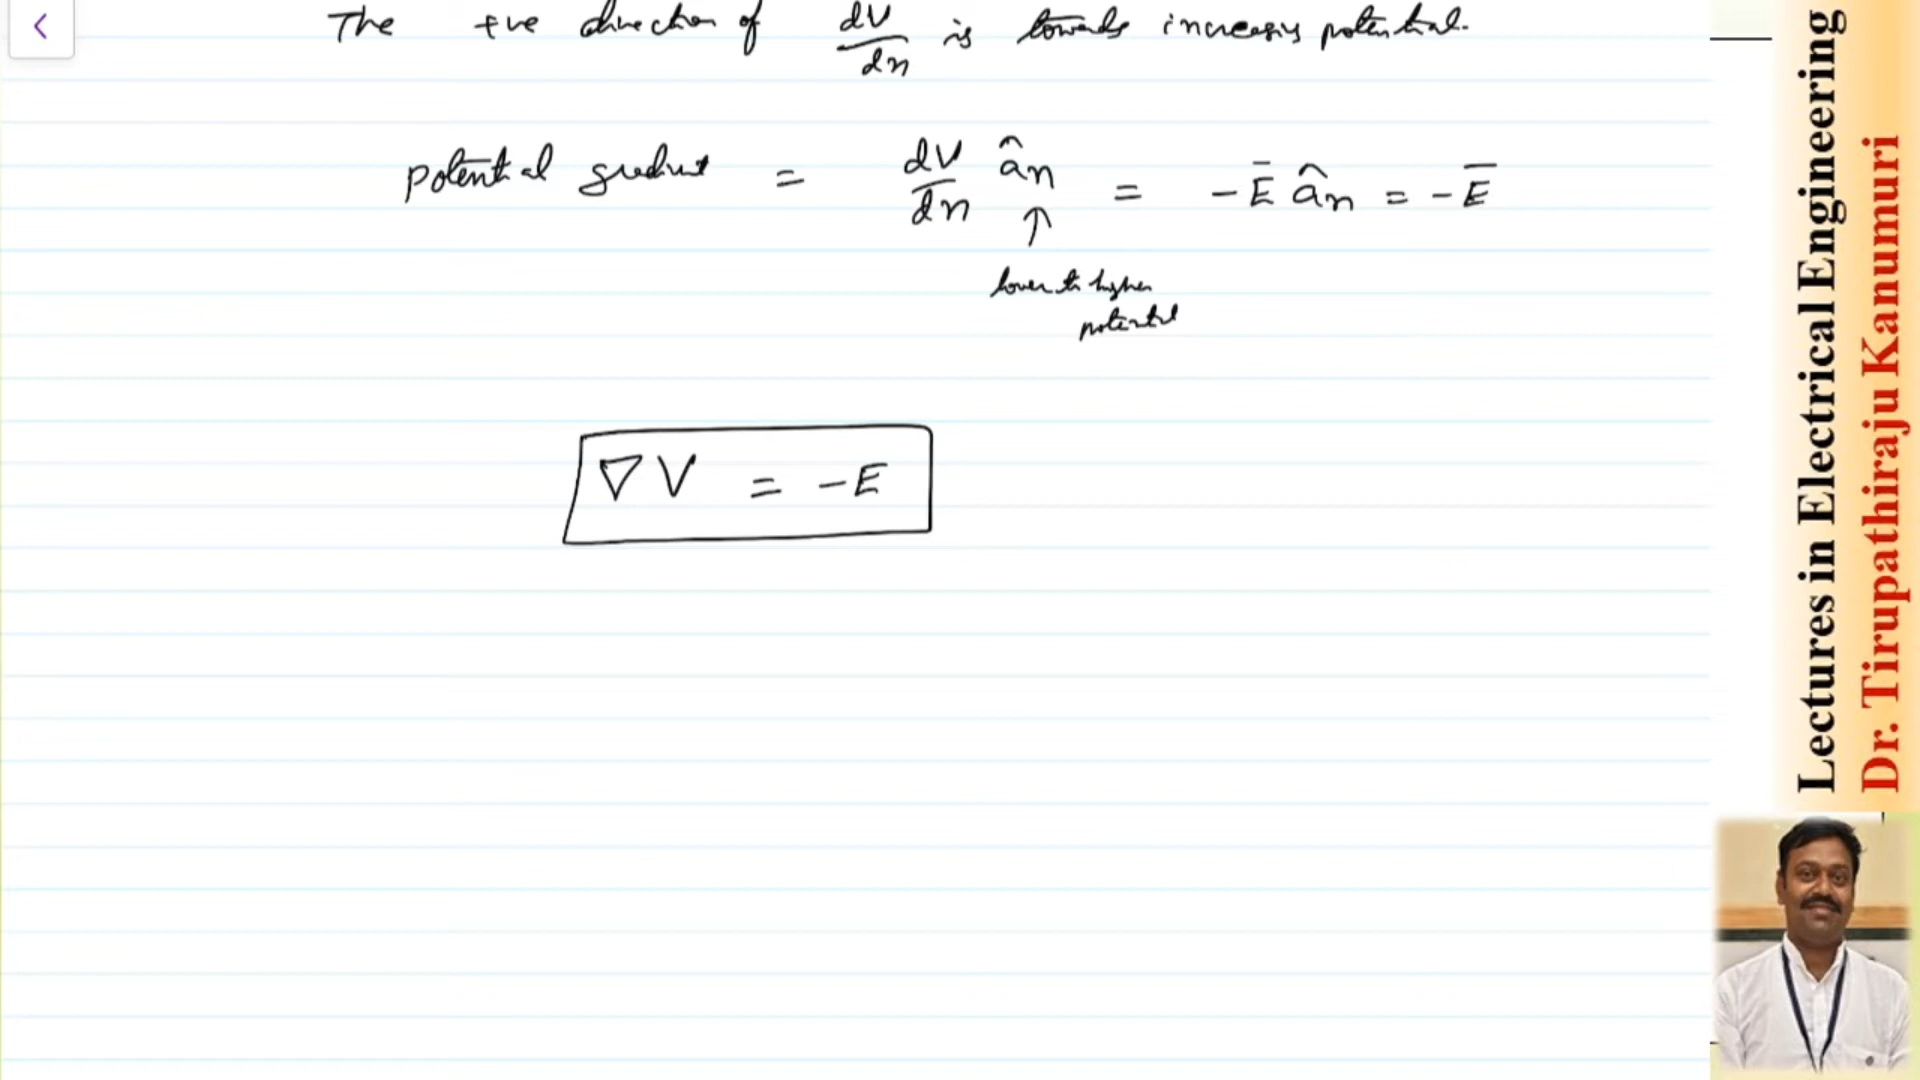 The +ve direction of dV/dn is towards increasing potential.
potential gradient = dV/dn âₙ = -Ē âₙ = -Ē
↑
lower to higher
potential
∇V = -E
Lectures in Electrical Engineering
Dr. Tirupathiraju Kanumuri